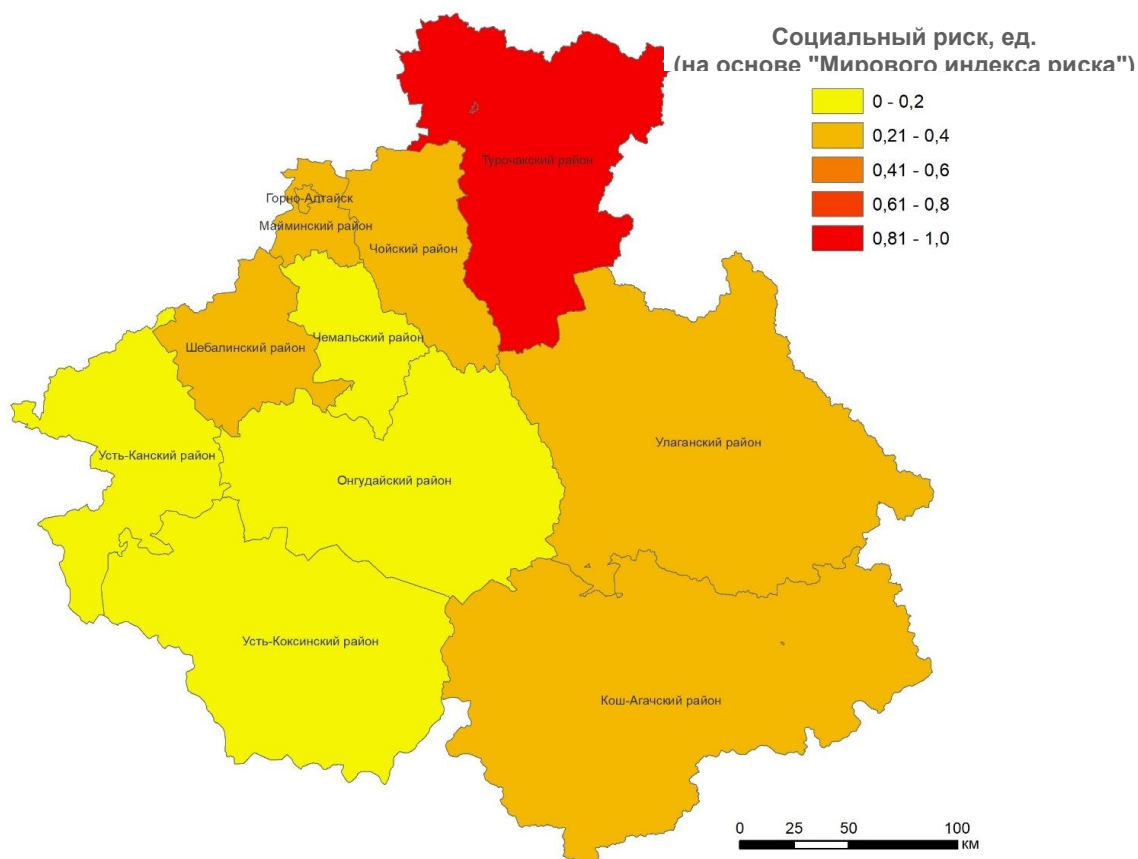 Социальный риск, ед.
(на основе "Мирового индекса риска")
0 - 0,2
0,21 - 0,4
0,41 - 0,6
0,61 - 0,8
0,81 - 1,0
Турочакский район
Горно-Алтайск
Майминский район
Чойский район
Чемальский район
Шебалинский район
Улаганский район
Усть-Канский район
Онгудайский район
Усть-Коксинский район
Кош-Агачский район
0 25 50 100
км